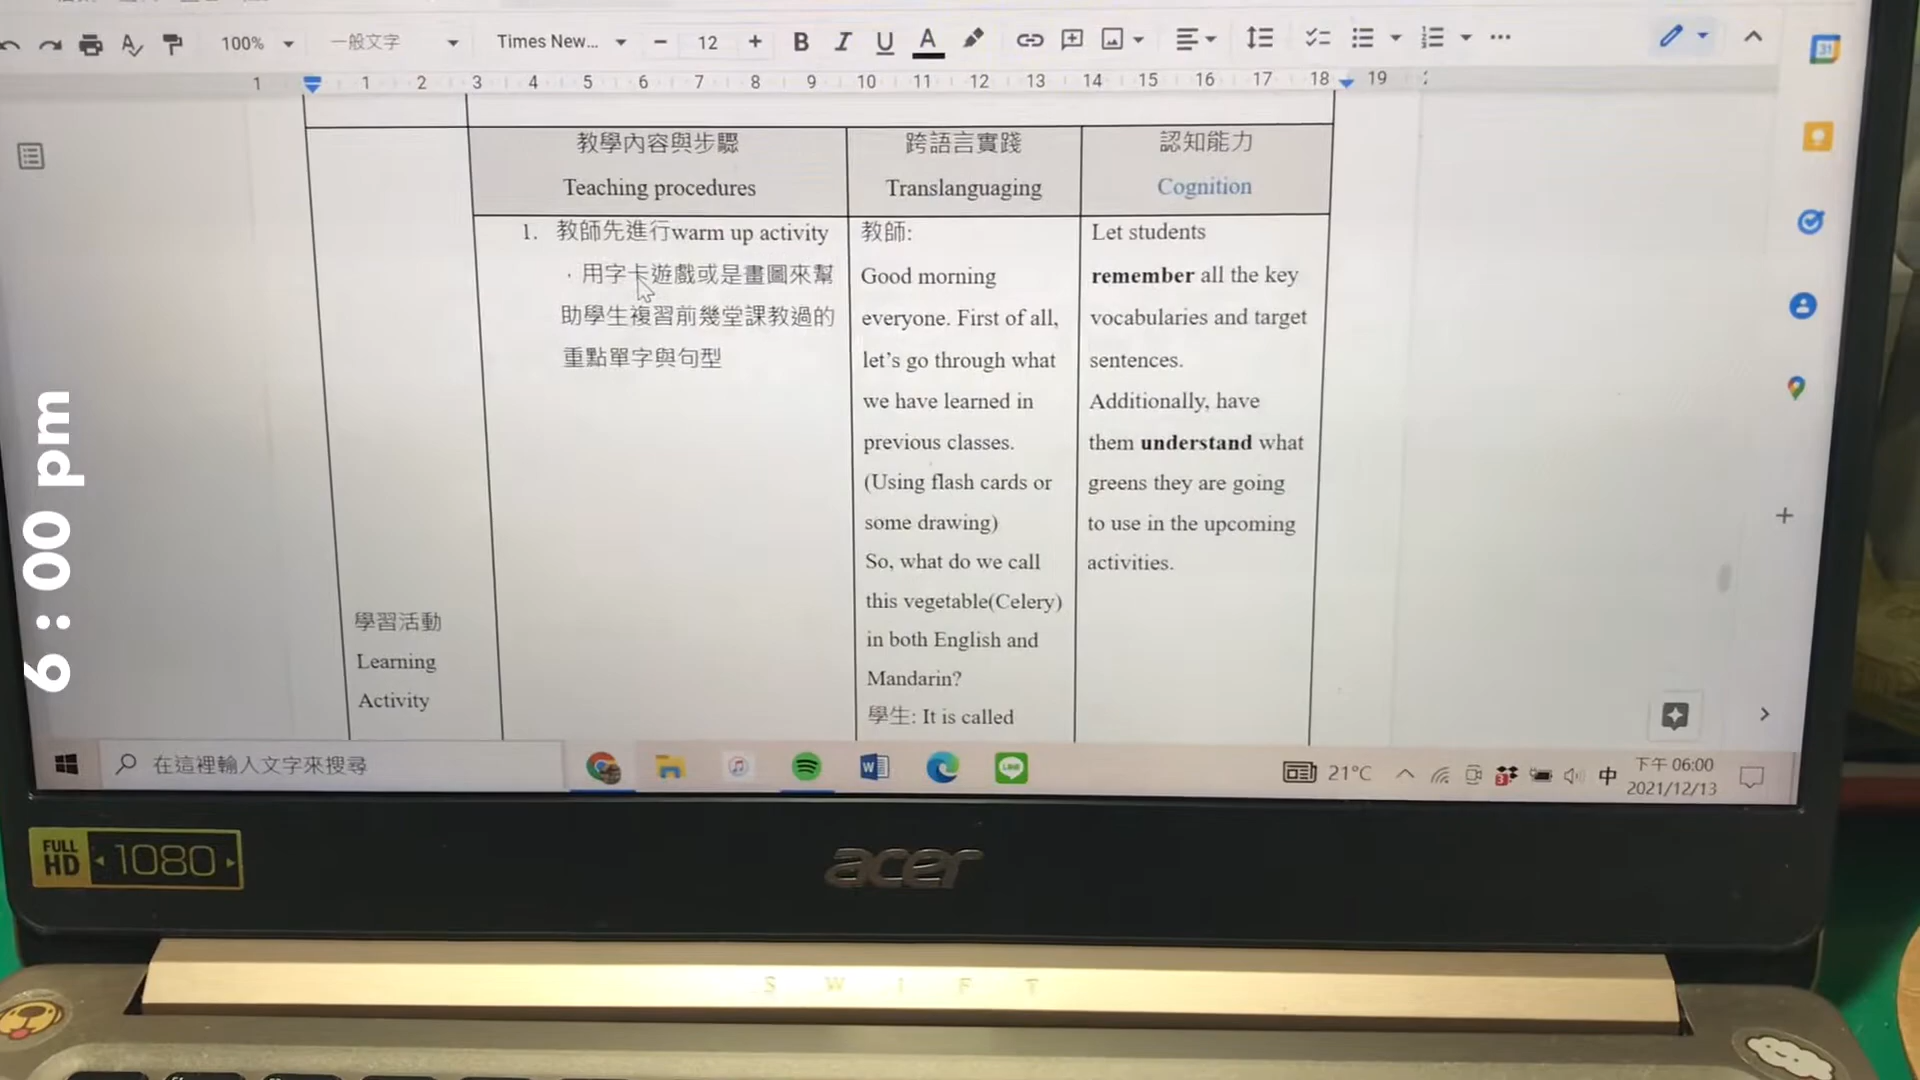 100%
一般文字
Times New...
12
B I U A
31
1 1 2 3 4 5 6 7 8 9 10 11 12 13 14 15 16 17 18 19
教學內容與步驟
Teaching procedures
跨語言實踐
Translanguaging
認知能力
Cognition
1. 教師先進行warm up activity
，用字卡遊戲或是畫圖來幫
助學生複習前幾堂課教過的
重點單字與句型
教師:
Good morning
everyone. First of all,
let's go through what
we have learned in
previous classes.
(Using flash cards or
some drawing)
So, what do we call
this vegetable(Celery)
in both English and
Mandarin?
學生: It is called
Let students
remember all the key
vocabularies and target
sentences.
Additionally, have
them understand what
greens they are going
to use in the upcoming
activities.
學習活動
Learning
Activity
6:00 pm
在這裡輸入文字來搜尋
W
LINE
21°C
3
中
下午 06:00
2021/12/13
FULL
HD
1080
acer
SWIFT